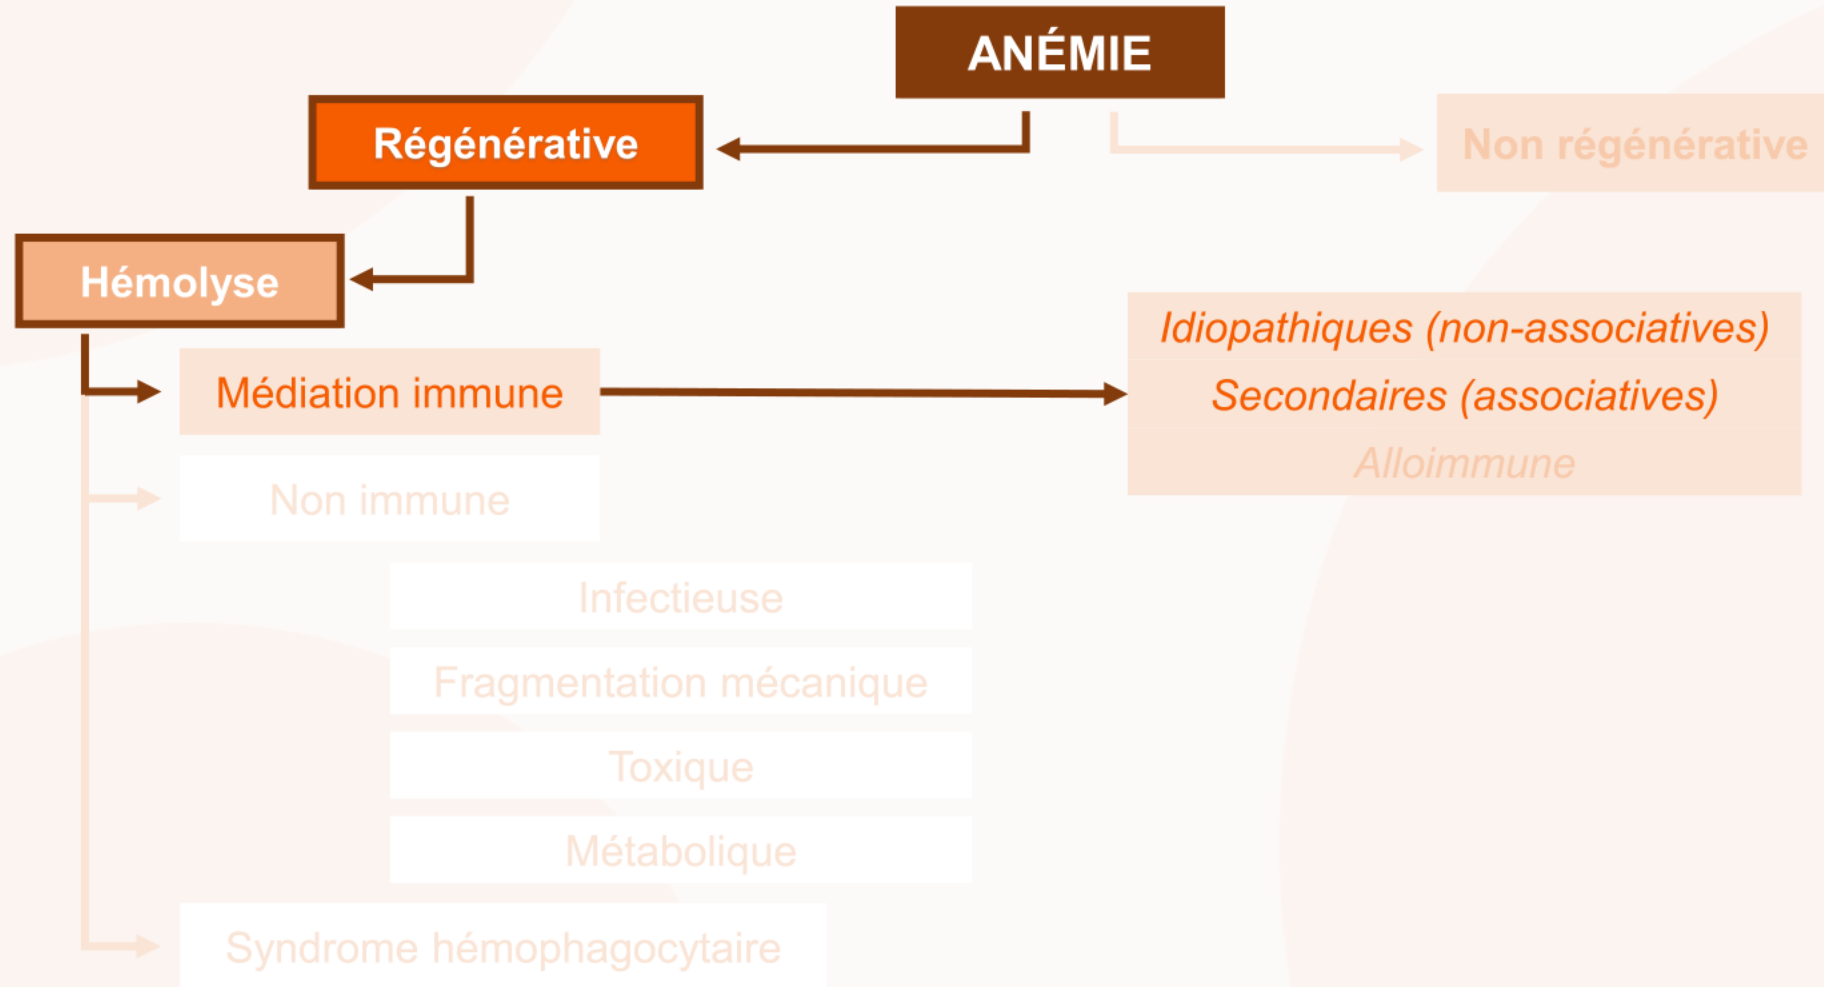 ANÉMIE
Régénérative
Non régénérative
Hémolyse
Médiation immune
Idiopathiques (non-associatives)
Secondaires (associatives)
Alloimmune
Non immune
Infectieuse
Fragmentation mécanique
Toxique
Métabolique
Syndrome hémophagocytaire